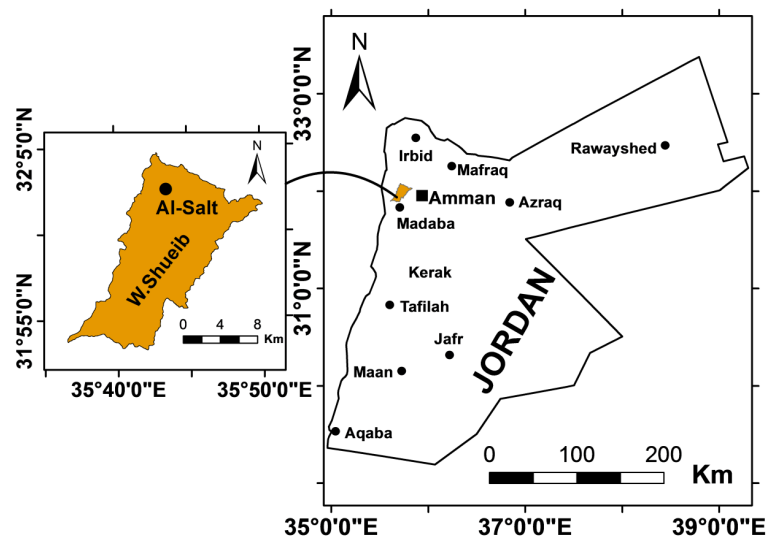 N
32°5'0"N
31°55'0"N
Al-Salt
W.Shueib
0 4 8
Km
35°40'0"E 35°50'0"E
N
33°0'0"N
31°0'0"N
Irbid
Mafraq
Rawayshed
Amman
Azraq
Madaba
Kerak
Tafilah
Jafr
Maan
JORDAN
Aqaba
0 100 200
Km
35°0'0"E 37°0'0"E 39°0'0"E